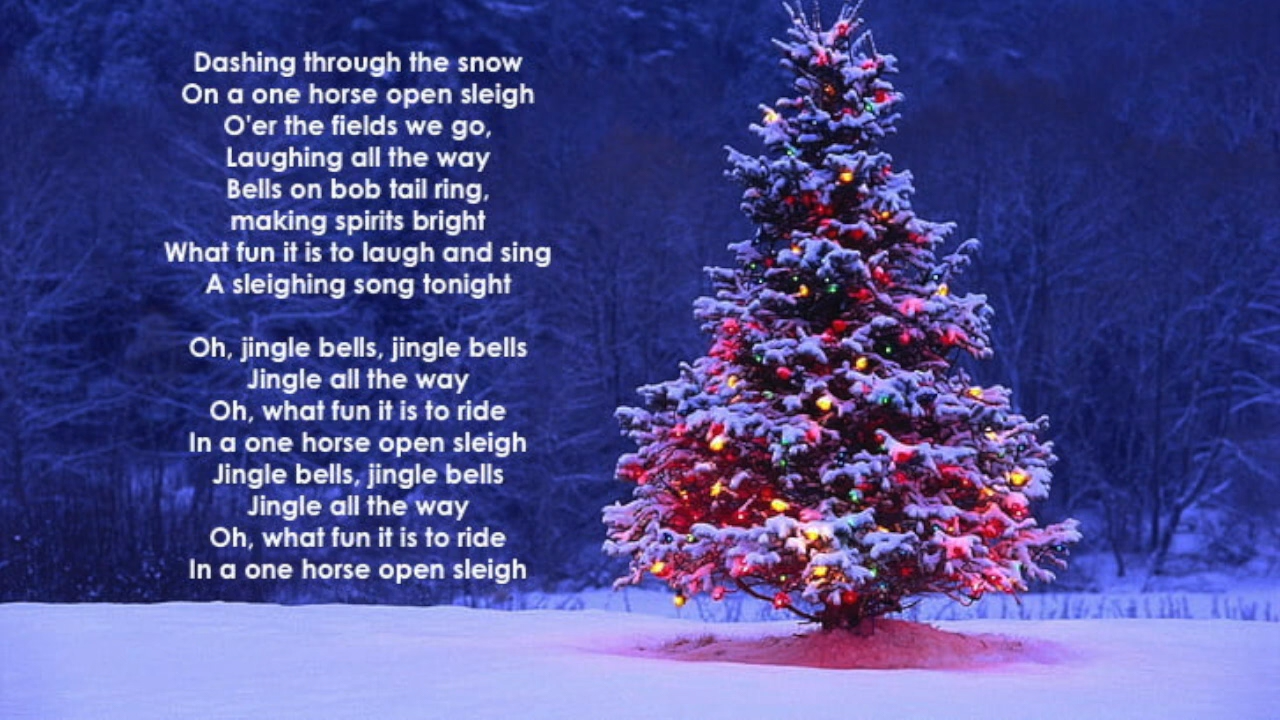 Dashing through the snow
On a one horse open sleigh
O'er the fields we go,
Laughing all the way
Bells on bob tail ring,
making spirits bright
What fun it is to laugh and sing
A sleighing song tonight
Oh, jingle bells, jingle bells
Jingle all the way
Oh, what fun it is to ride
In a one horse open sleigh
Jingle bells, jingle bells
Jingle all the way
Oh, what fun it is to ride
In a one horse open sleigh